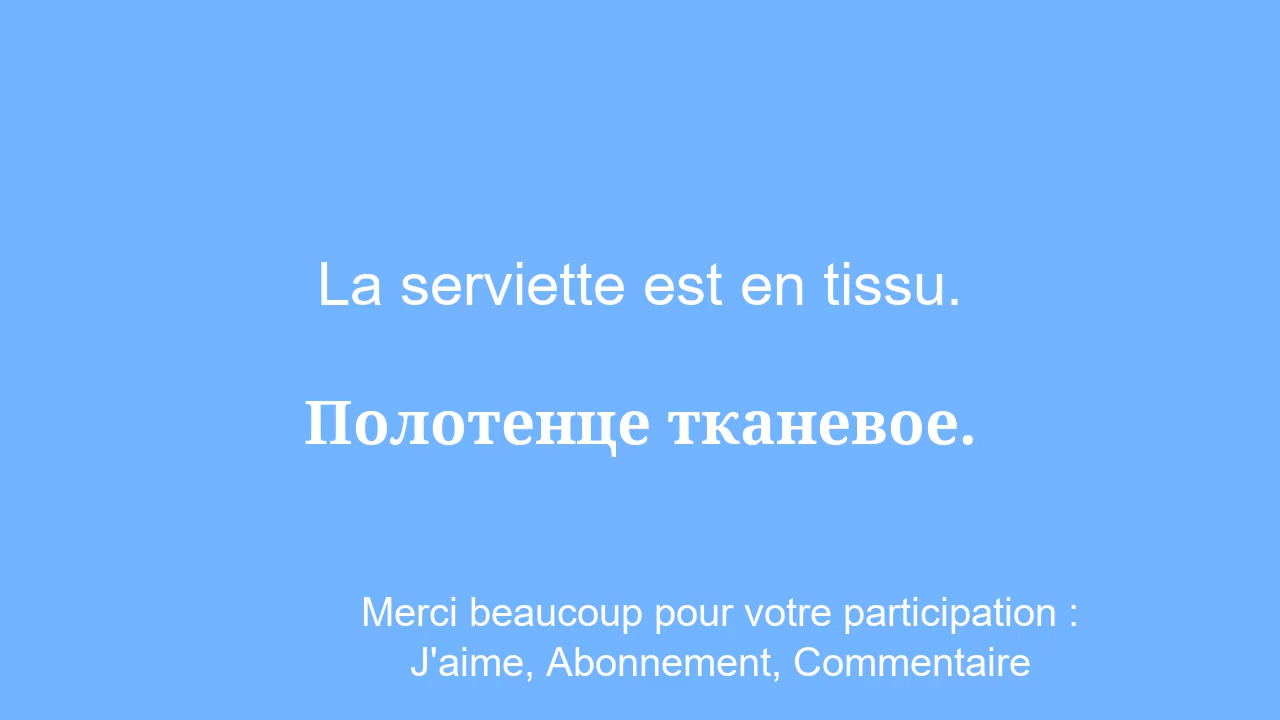 La serviette est en tissu.
Полотенце тканевое.
Merci beaucoup pour votre participation :
J'aime, Abonnement, Commentaire